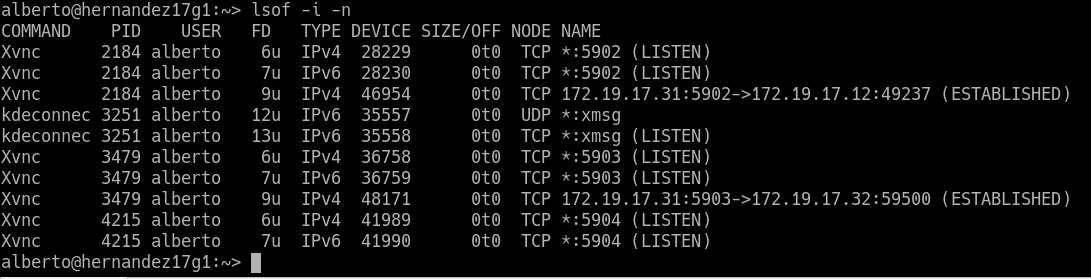 alberto@hernandez17g1:~> lsof -i -n
COMMAND    PID    USER   FD   TYPE DEVICE SIZE/OFF NODE NAME
Xvnc      2184 alberto    6u  IPv4  28229      0t0  TCP *:5902 (LISTEN)
Xvnc      2184 alberto    7u  IPv6  28230      0t0  TCP *:5902 (LISTEN)
Xvnc      2184 alberto    9u  IPv4  46954      0t0  TCP 172.19.17.31:5902->172.19.17.12:49237 (ESTABLISHED)
kdeconnec 3251 alberto   12u  IPv6  35557      0t0  UDP *:xmsg
kdeconnec 3251 alberto   13u  IPv6  35558      0t0  TCP *:xmsg (LISTEN)
Xvnc      3479 alberto    6u  IPv4  36758      0t0  TCP *:5903 (LISTEN)
Xvnc      3479 alberto    7u  IPv6  36759      0t0  TCP *:5903 (LISTEN)
Xvnc      3479 alberto    9u  IPv4  48171      0t0  TCP 172.19.17.31:5903->172.19.17.32:59500 (ESTABLISHED)
Xvnc      4215 alberto    6u  IPv4  41989      0t0  TCP *:5904 (LISTEN)
Xvnc      4215 alberto    7u  IPv6  41990      0t0  TCP *:5904 (LISTEN)
alberto@hernandez17g1:~>